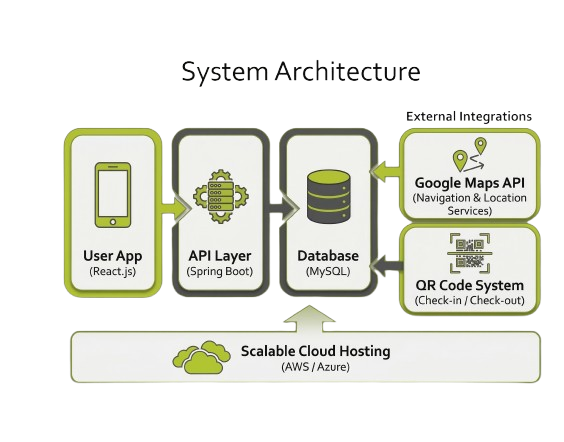 System Architecture
External Integrations
User App
(React.js)
API Layer
(Spring Boot)
Database
(MySQL)
Google Maps API
(Navigation & Location
Services)
QR Code System
(Check-in / Check-out)
Scalable Cloud Hosting
(AWS / Azure)